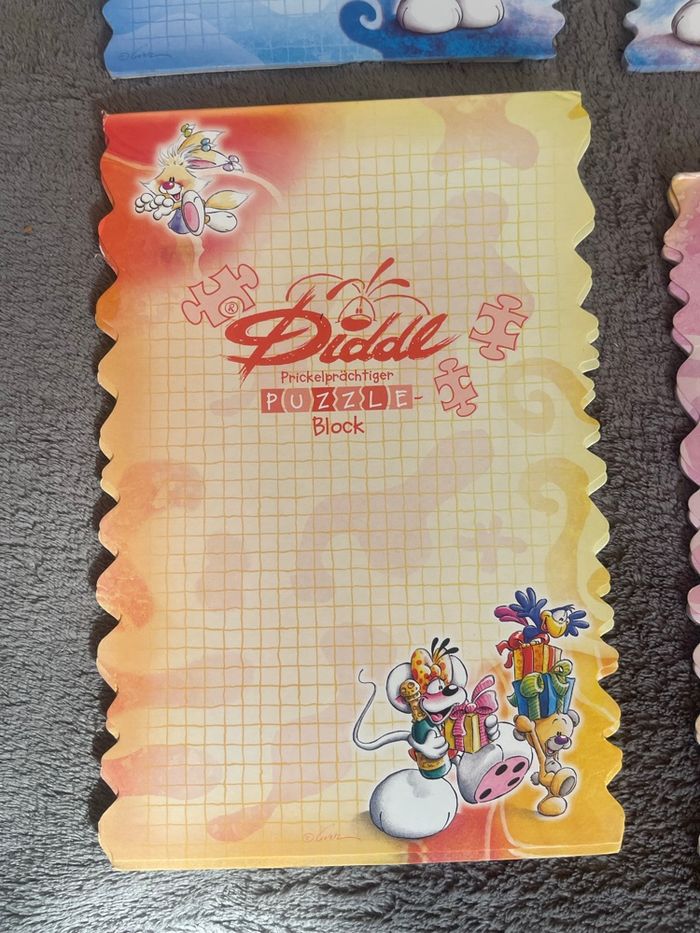 ®
Diddl
Prickelprächtiger
PUZZLE-
Block